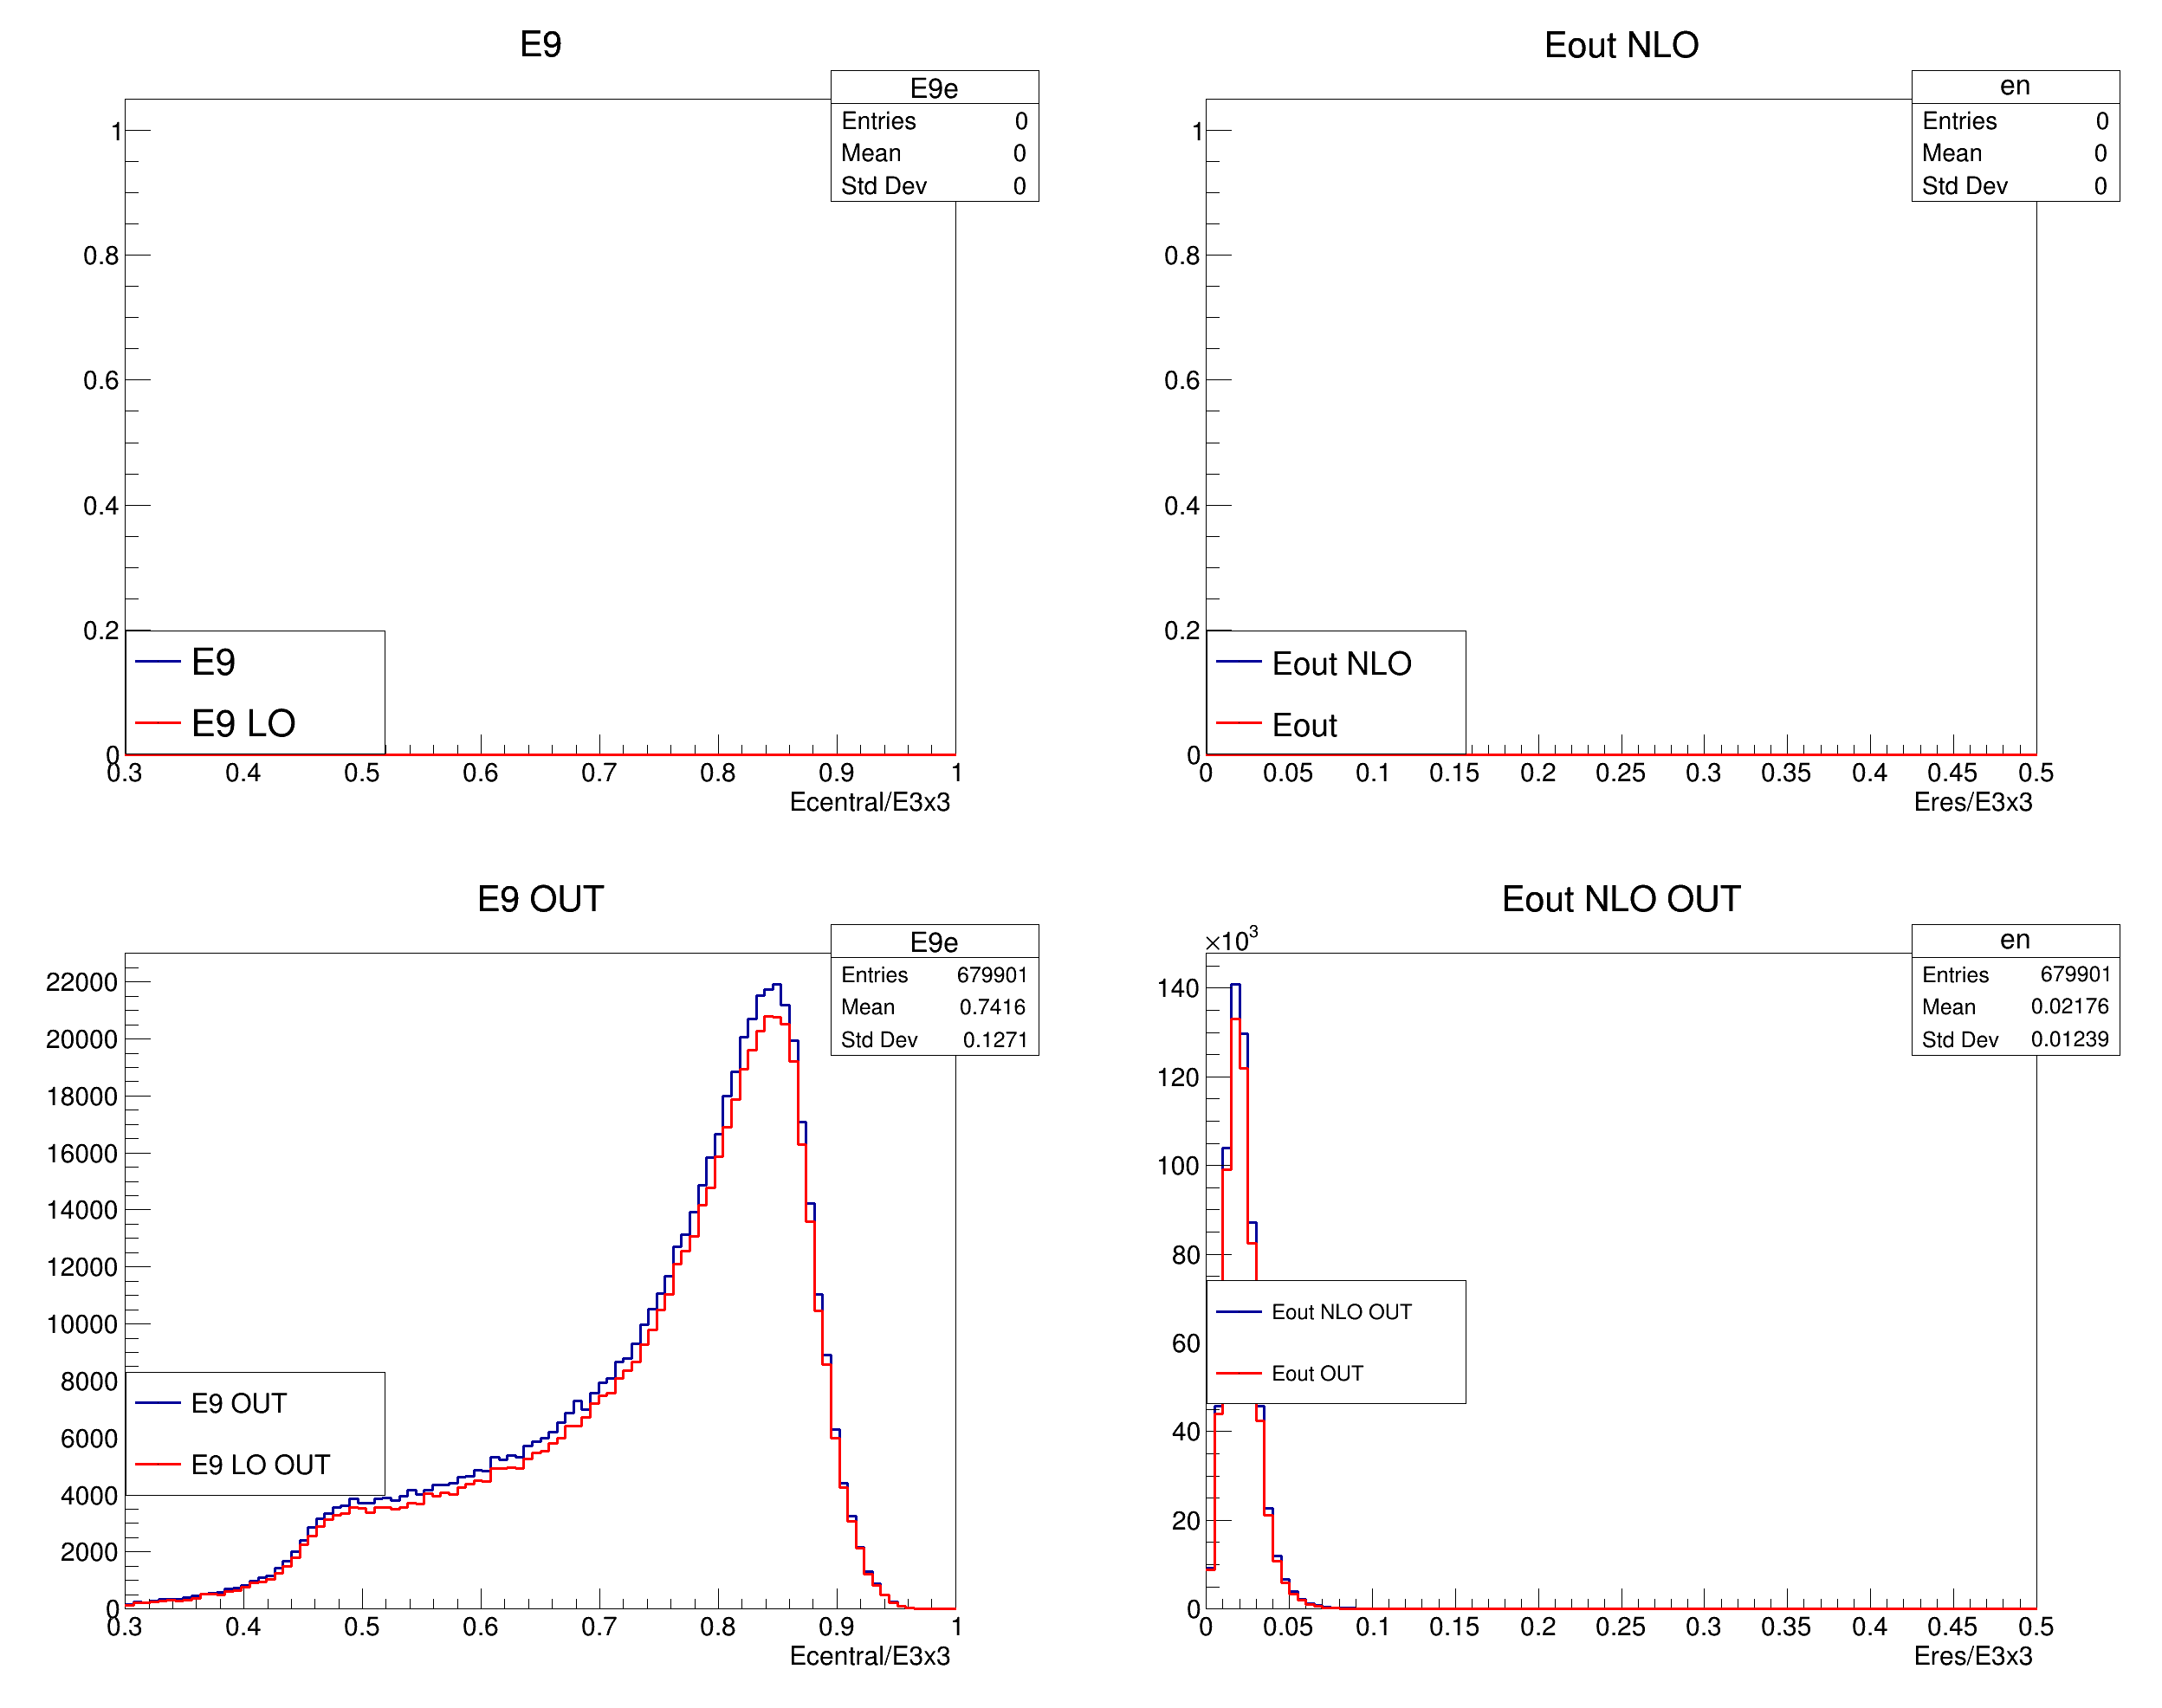 E9
E9e
Entries 0
Mean 0
Std Dev 0
1
0.8
0.6
0.4
0.2
0
E9
E9 LO
0.3 0.4 0.5 0.6 0.7 0.8 0.9 1
Ecentral/E3x3
Eout NLO
en
Entries 0
Mean 0
Std Dev 0
1
0.8
0.6
0.4
0.2
0
Eout NLO
Eout
0 0.05 0.1 0.15 0.2 0.25 0.3 0.35 0.4 0.45 0.5
Eres/E3x3
E9 OUT
E9e
Entries 679901
Mean 0.7416
Std Dev 0.1271
22000
20000
18000
16000
14000
12000
10000
8000
6000
4000
2000
0
E9 OUT
E9 LO OUT
0.3 0.4 0.5 0.6 0.7 0.8 0.9 1
Ecentral/E3x3
Eout NLO OUT
×10³
en
Entries 679901
Mean 0.02176
Std Dev 0.01239
140
120
100
80
60
40
20
0
Eout NLO OUT
Eout OUT
0 0.05 0.1 0.15 0.2 0.25 0.3 0.35 0.4 0.45 0.5
Eres/E3x3